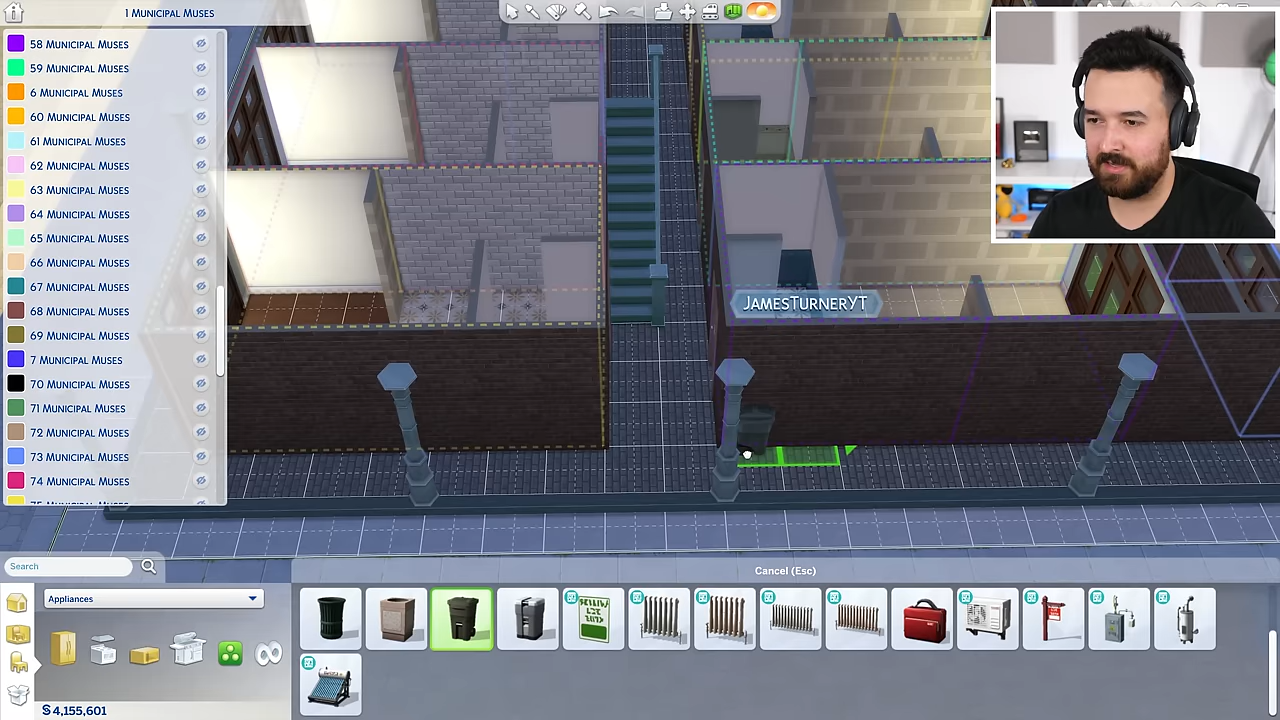 1 Municipal Muses
58 Municipal Muses
59 Municipal Muses
6 Municipal Muses
60 Municipal Muses
61 Municipal Muses
62 Municipal Muses
63 Municipal Muses
64 Municipal Muses
65 Municipal Muses
66 Municipal Muses
67 Municipal Muses
68 Municipal Muses
69 Municipal Muses
7 Municipal Muses
70 Municipal Muses
71 Municipal Muses
72 Municipal Muses
73 Municipal Muses
Municipal Muses
JamesTurnerYT
Search
Cancel (Esc)
Appliances
§4,155,601